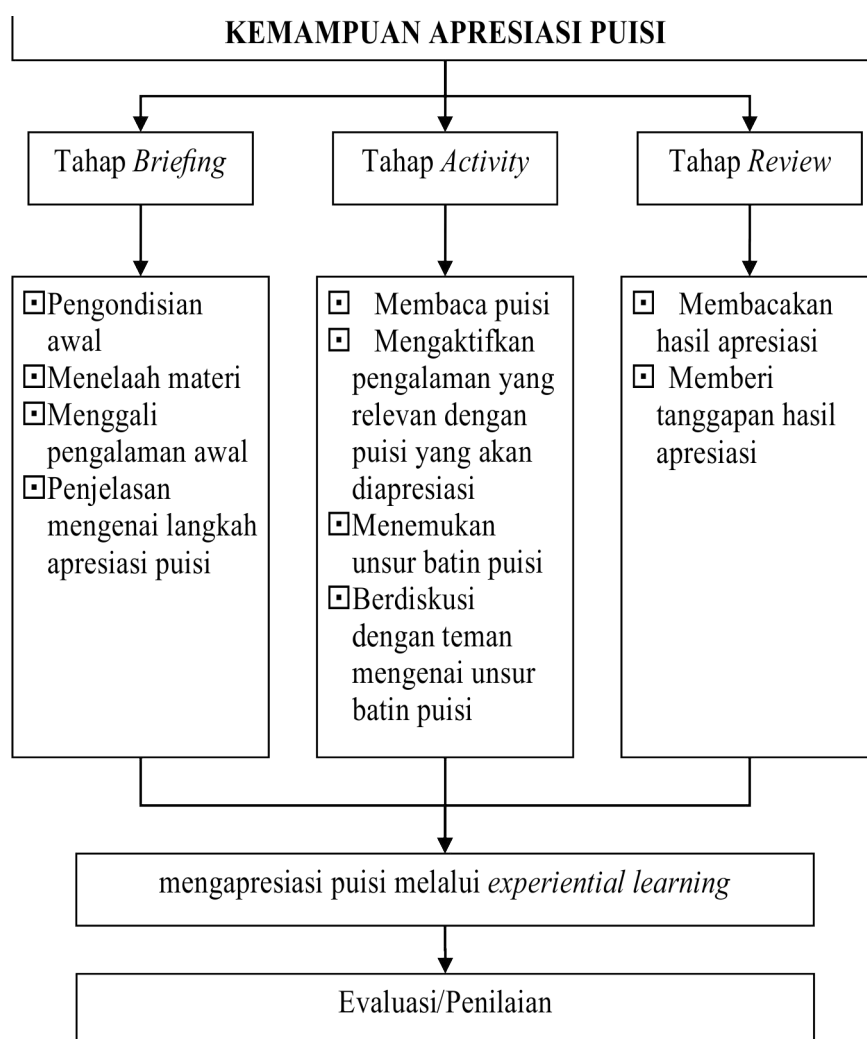 KEMAMPUAN APRESIASI PUISI
Tahap Briefing
Tahap Activity
Tahap Review
Pengondisian
awal
Menelaah materi
Menggali
pengalaman awal
Penjelasan
mengenai langkah
apresiasi puisi
Membaca puisi
Mengaktifkan
pengalaman yang
relevan dengan
puisi yang akan
diapresiasi
Menemukan
unsur batin puisi
Berdiskusi
dengan teman
mengenai unsur
batin puisi
Membacakan
hasil apresiasi
Memberi
tanggapan hasil
apresiasi
mengapresiasi puisi melalui experiential learning
Evaluasi/Penilaian